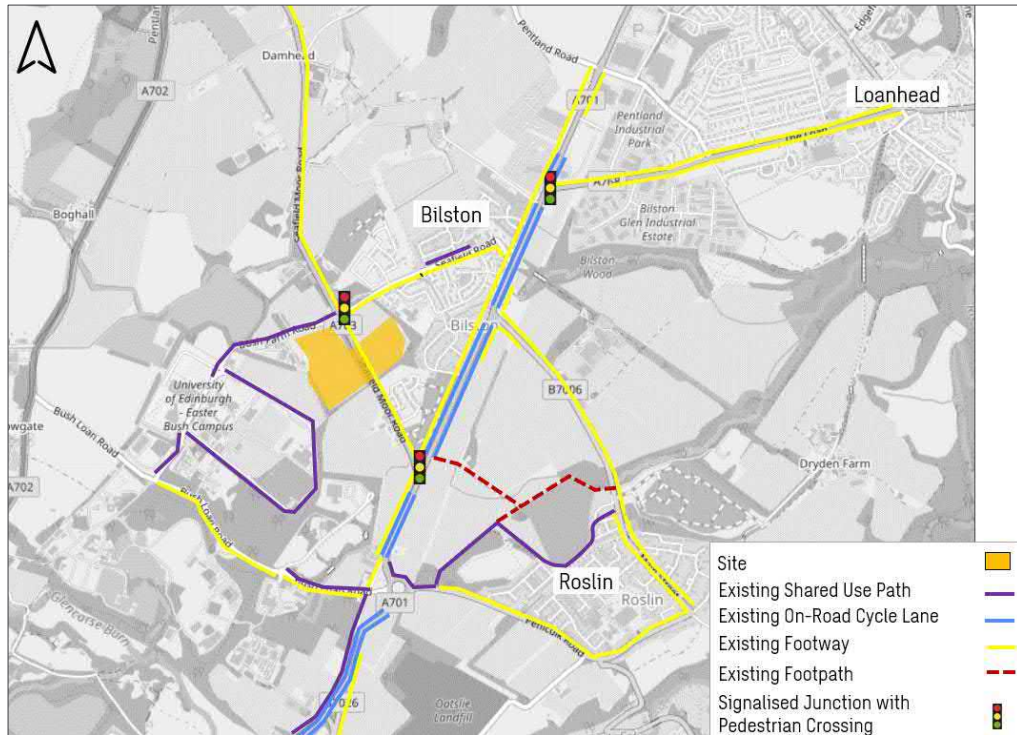 Damhead
A702
Pentland Road
A701
Loanhead
Pentland
Industrial
Park
The Loan
Boghall
Bilston
Seafield Moor Road
Seafield Road
Bilston
Glen Industrial
Estate
Bilston
Wood
A703
Bilston
Bush Farm Road
University
of Edinburgh
- Easter
Bush Campus
B7006
Bush Loan Road
Dryden Farm
A702
Bush Loan Road
Roslin
Roslin
A701
Penicuik Road
Glencorse Burn
Oatslie
Landfill
Site
Existing Shared Use Path
Existing On-Road Cycle Lane
Existing Footway
Existing Footpath
Signalised Junction with
Pedestrian Crossing